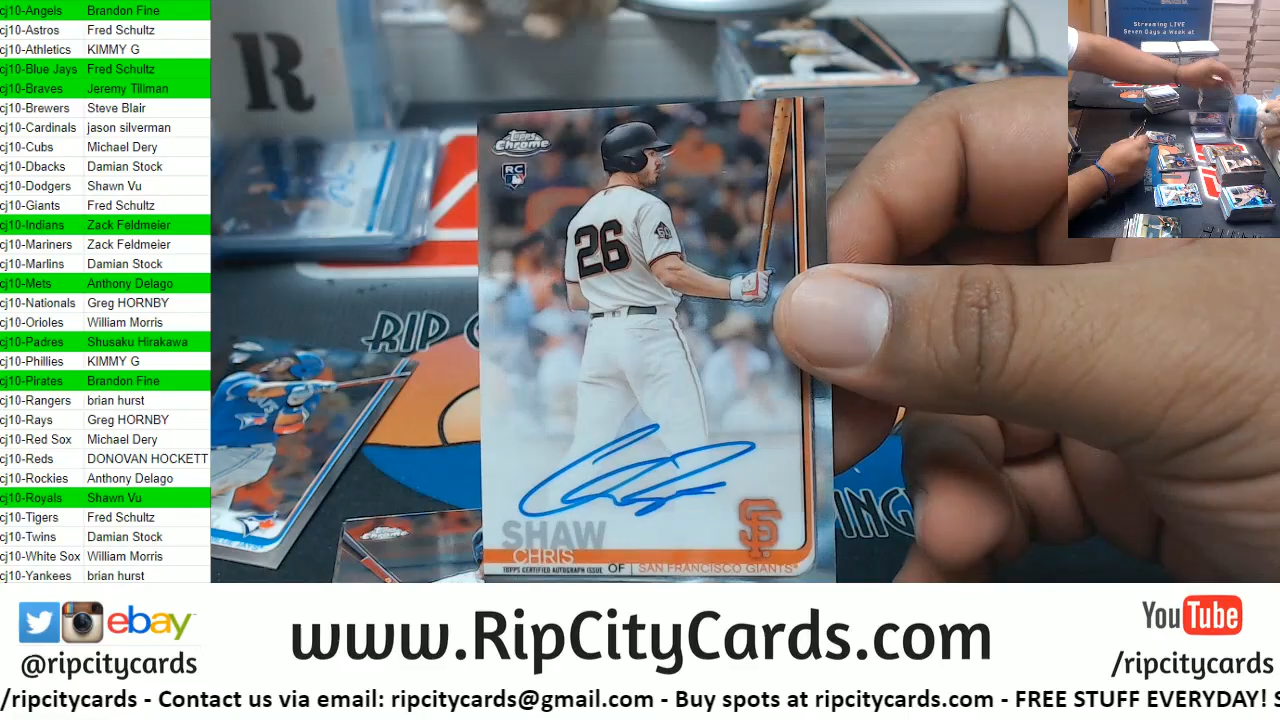 cj10-Angels Brandon Fine
cj10-Astros Fred Schultz
cj10-Athletics KIMMY G
cj10-Blue Jays Fred Schultz
cj10-Braves Jeremy Tillman
cj10-Brewers Steve Blair
cj10-Cardinals jason silverman
cj10-Cubs Michael Dery
cj10-Dbacks Damian Stock
cj10-Dodgers Shawn Vu
cj10-Giants Fred Schultz
cj10-Indians Zack Feldmeier
cj10-Mariners Zack Feldmeier
cj10-Marlins Damian Stock
cj10-Mets Anthony Delago
cj10-Nationals Greg HORNBY
cj10-Orioles William Morris
cj10-Padres Shusaku Hirakawa
cj10-Phillies KIMMY G
cj10-Pirates Brandon Fine
cj10-Rangers brian hurst
cj10-Rays Greg HORNBY
cj10-Red Sox Michael Dery
cj10-Reds DONOVAN HOCKETT
cj10-Rockies Anthony Delago
cj10-Royals Shawn Vu
cj10-Tigers Fred Schultz
cj10-Twins Damian Stock
cj10-White Sox William Morris
cj10-Yankees brian hurst
R
RIP
ING
Topps Chrome
RC
26
SHAW
CHRIS
SF
TOPPS CERTIFIED AUTOGRAPH ISSUE OF | SAN FRANCISCO GIANTS
Streaming LIVE
Seven Days a Week at
ebay
@ripcitycards
www.RipCityCards.com
YouTube
/ripcitycards
/ripcitycards - Contact us via email: ripcitycards@gmail.com - Buy spots at ripcitycards.com - FREE STUFF EVERYDAY! S